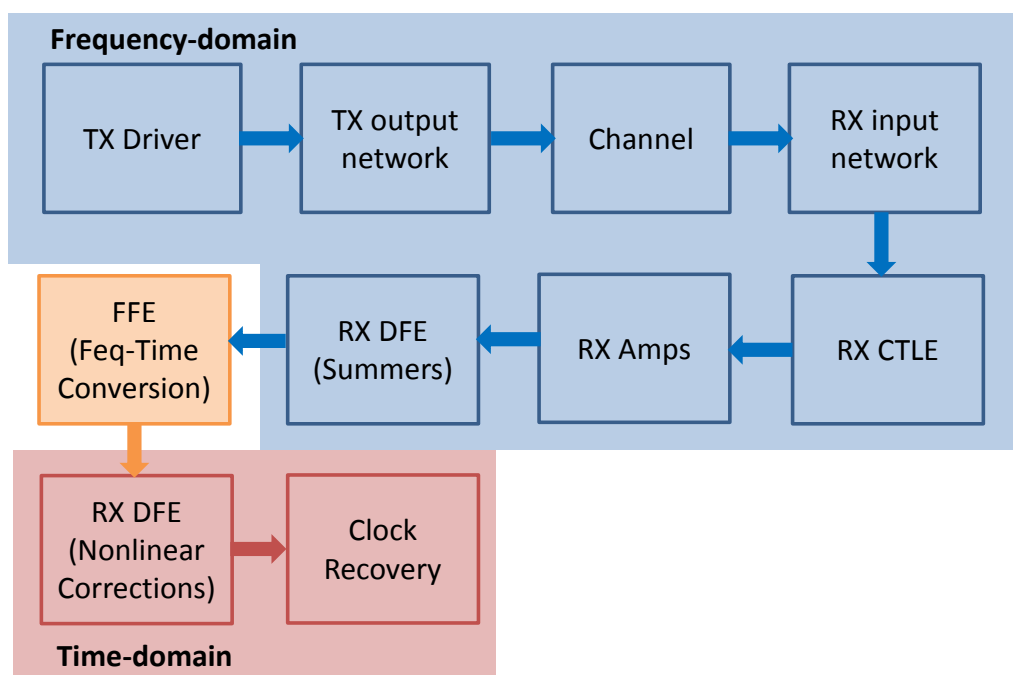 Frequency-domain
TX Driver
TX output
network
Channel
RX input
network
FFE
(Feq-Time
Conversion)
RX DFE
(Summers)
RX Amps
RX CTLE
RX DFE
(Nonlinear
Corrections)
Clock
Recovery
Time-domain